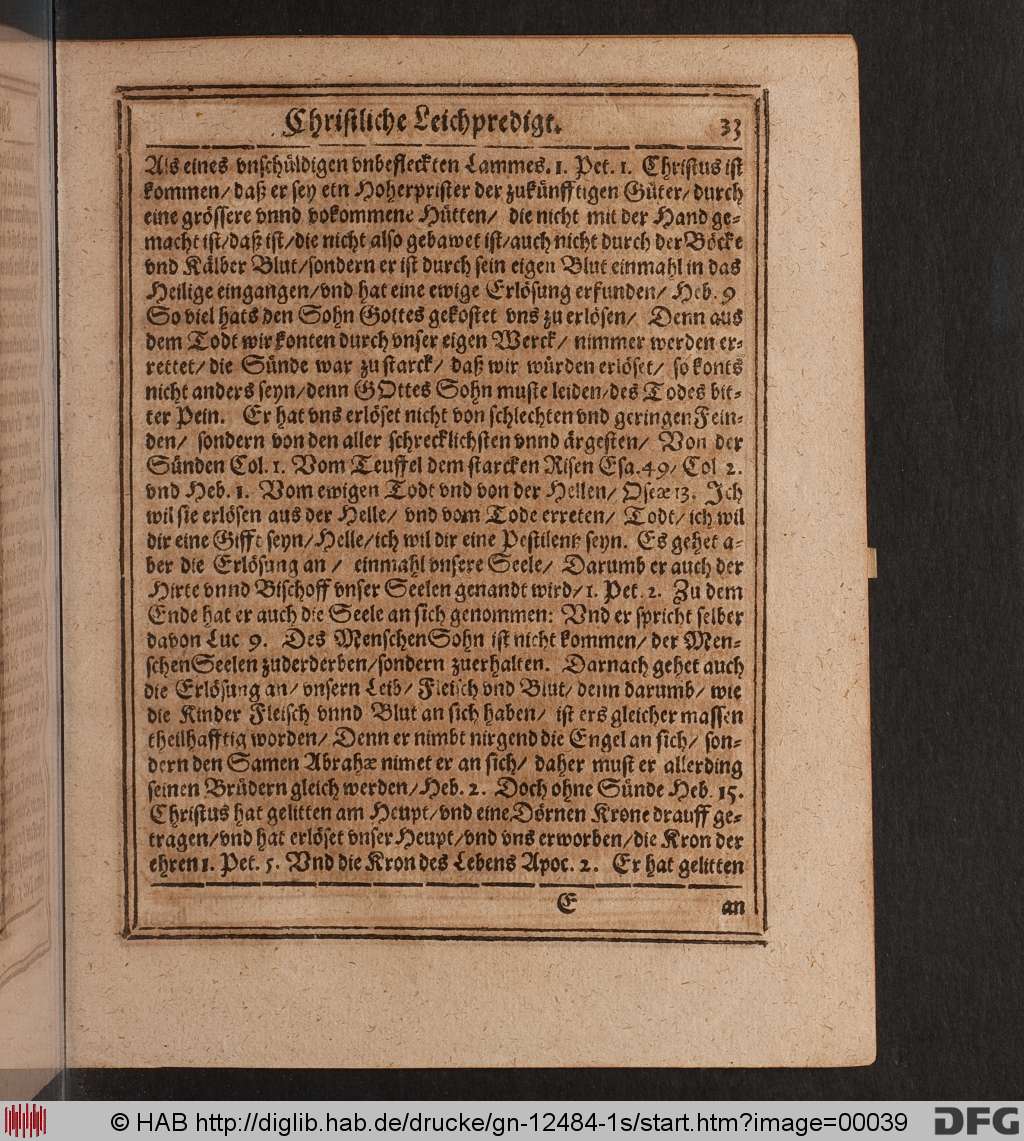 Christliche Leichpredigt. 33
Als eines vnschüldigen vnbefleckten Lammes. 1. Pet. 1. Christus ist
kommen/ daß er sey ein Hoherprister der zukünfftigen Güter/ durch
eine grössere vnnd vokommene Hütten/ die nicht mit der Hand ge-
macht ist/ daß ist/ die nicht also gebawet ist/ auch nicht durch der Böcke
vnd Kälber Blut/ sondern er ist durch sein eigen Blut einmahl in das
Heilige eingangen/ vnd hat eine ewige Erlösung erfunden/ Heb. 9
So viel hats den Sohn Gottes gekostet vns zu erlösen/ Denn aus
dem Todt wir konten durch vnser eigen Werck/ nimmer werden er-
rettet/ die Sünde war zu starck/ daß wir würden erlöset/ so konts
nicht anders seyn/ denn GOttes Sohn muste leiden/ des Todes bit-
ter Pein. Er hat vns erlöset nicht von schlechten vnd geringen Fein-
den/ sondern von den aller schrecklichsten vnnd ärgesten/ Von der
Sünden Col. 1. Vom Teuffel dem starcken Risen Esa. 49/ Col 2.
vnd Heb. 1. Vom ewigen Todt vnd von der Hellen/ Oseæ 13. Ich
wil sie erlösen aus der Helle/ vnd vom Tode erreten/ Todt/ ich wil
dir eine Gifft seyn/ Helle/ ich wil dir eine Pestilentz seyn. Es gehet a-
ber die Erlösung an/ einmahl vnsere Seele/ Darumb er auch der
Hirte vnnd Bischoff vnser Seelen genandt wird/ 1. Pet. 2. Zu dem
Ende hat er auch die Seele an sich genommen: Vnd er spricht selber
davon Luc 9. Des Menschen Sohn ist nicht kommen/ der Men-
schen Seelen zuderderben/ sondern zuerhalten. Darnach gehet auch
die Erlösung an/ vnsern Leib/ Fleisch vnd Blut/ denn darumb/ wie
die Kinder Fleisch vnnd Blut an sich haben/ ist ers gleicher massen
theilhafftig worden/ Denn er nimbt nirgend die Engel an sich/ son-
dern den Samen Abrahæ nimet er an sich/ daher must er allerding
seinen Brüdern gleich werden/ Heb. 2. Doch ohne Sünde Heb. 15.
Christus hat gelitten am Heupt/ vnd eine Dörnen Krone drauff ge-
tragen/ vnd hat erlöset vnser Heupt/ vnd vns erworben/ die Kron der
ehren 1. Pet. 5. Vnd die Kron des Lebens Apoc. 2. Er hat gelitten
E an
© HAB http://diglib.hab.de/drucke/gn-12484-1s/start.htm?image=00039 DFG